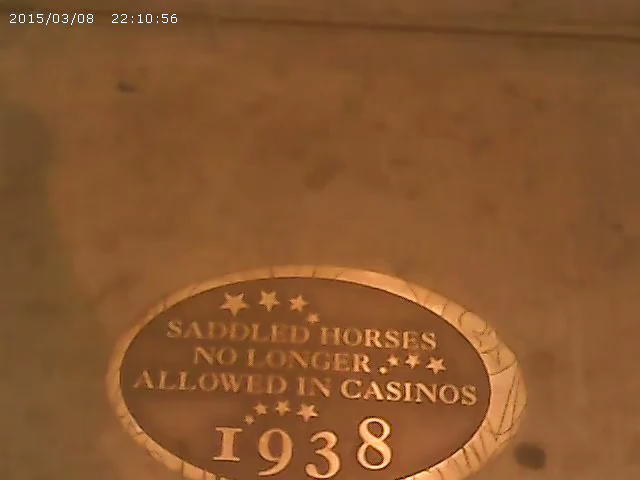 2015/03/08 22:10:56
SADDLED HORSES
NO LONGER
ALLOWED IN CASINOS
1938